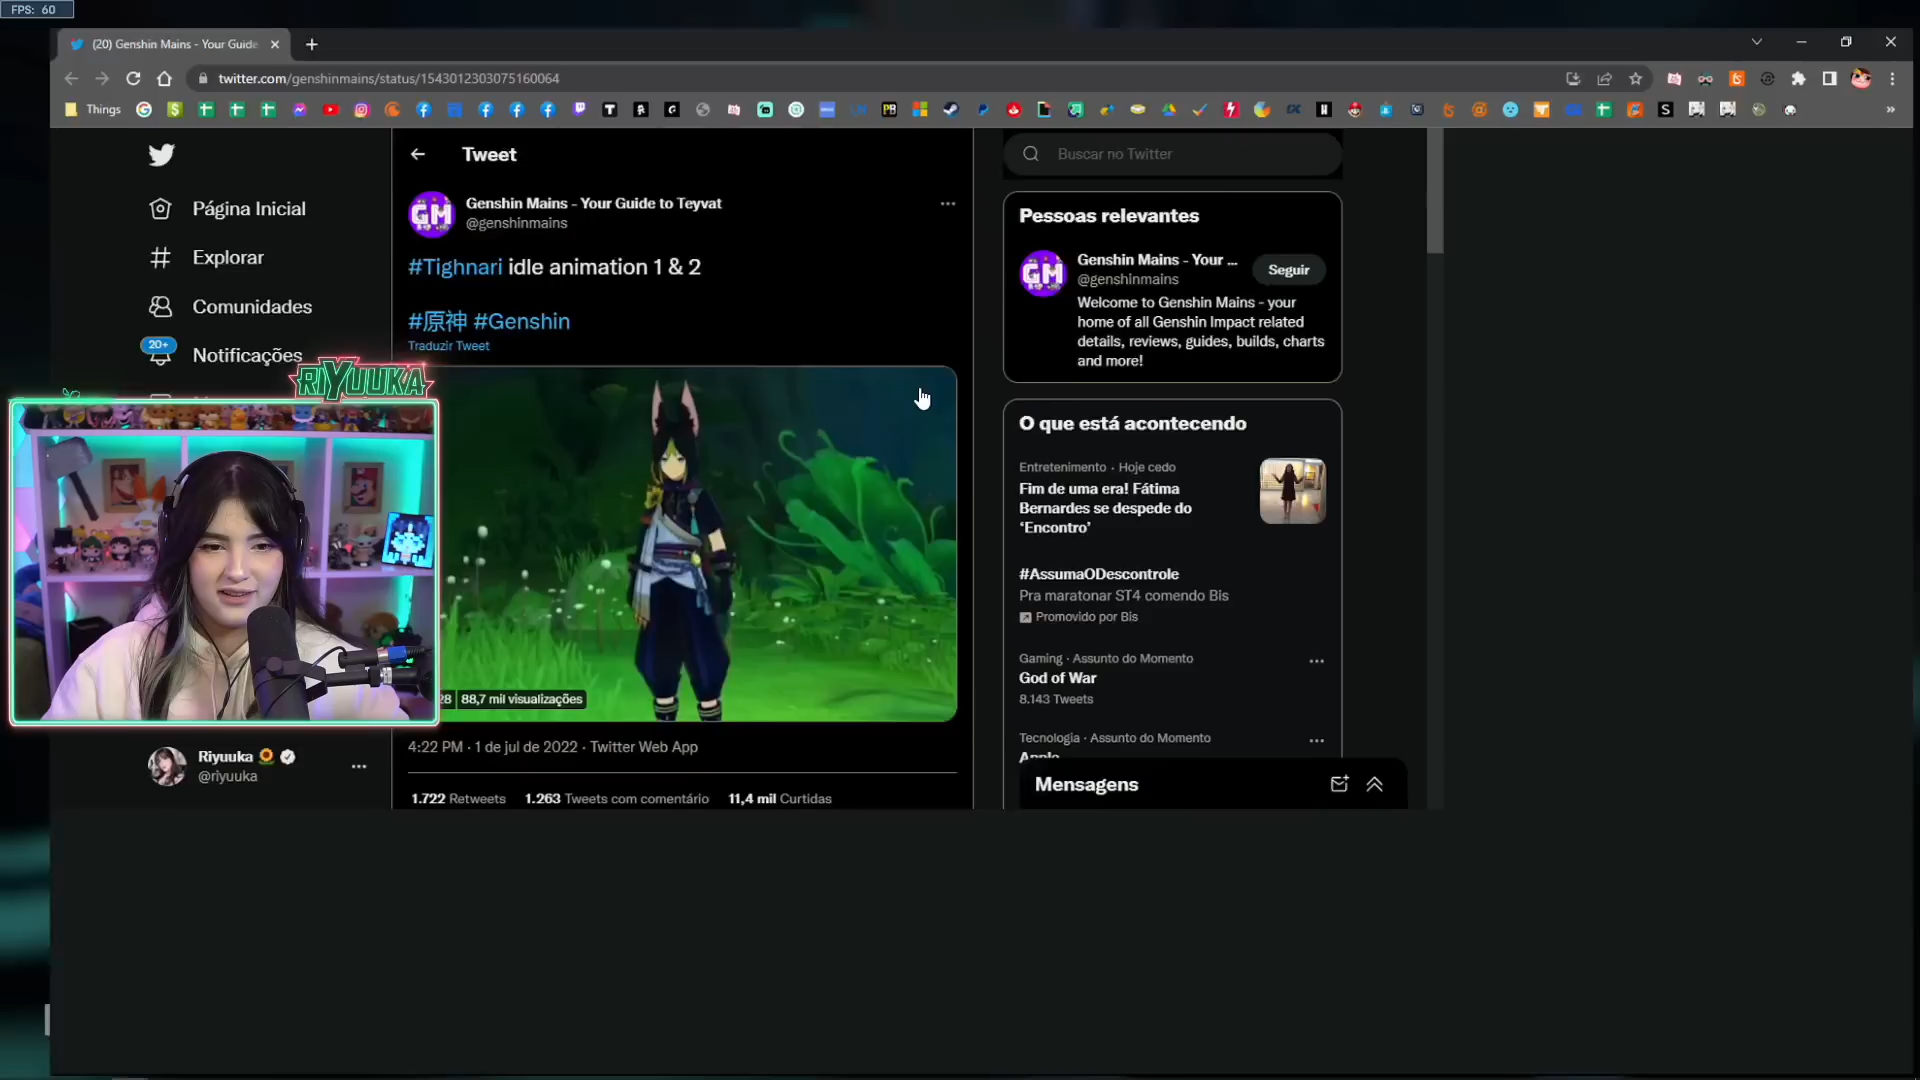 FPS: 60
(20) Genshin Mains - Your Guide
twitter.com/genshinmains/status/1543012303075160064
Things
Tweet
Buscar no Twitter
Genshin Mains - Your Guide to Teyvat
@genshinmains
#Tighnari idle animation 1 & 2
#原神 #Genshin
Traduzir Tweet
Página Inicial
Explorar
Comunidades
20+
Notificações
RIYUUKA
GM
88,7 mil visualizações
4:22 PM · 1 de jul de 2022 · Twitter Web App
1.722 Retweets 1.263 Tweets com comentário 11,4 mil Curtidas
Riyuuka
@riyuuka
Pessoas relevantes
GM
Genshin Mains - Your ...
@genshinmains
Seguir
Welcome to Genshin Mains - your
home of all Genshin Impact related
details, reviews, guides, builds, charts
and more!
O que está acontecendo
Entretenimento · Hoje cedo
Fim de uma era! Fátima
Bernardes se despede do
‘Encontro’
#AssumaODescontrole
Pra maratonar ST4 comendo Bis
Promovido por Bis
Gaming · Assunto do Momento
God of War
8.143 Tweets
Tecnologia · Assunto do Momento
Apple
Mensagens